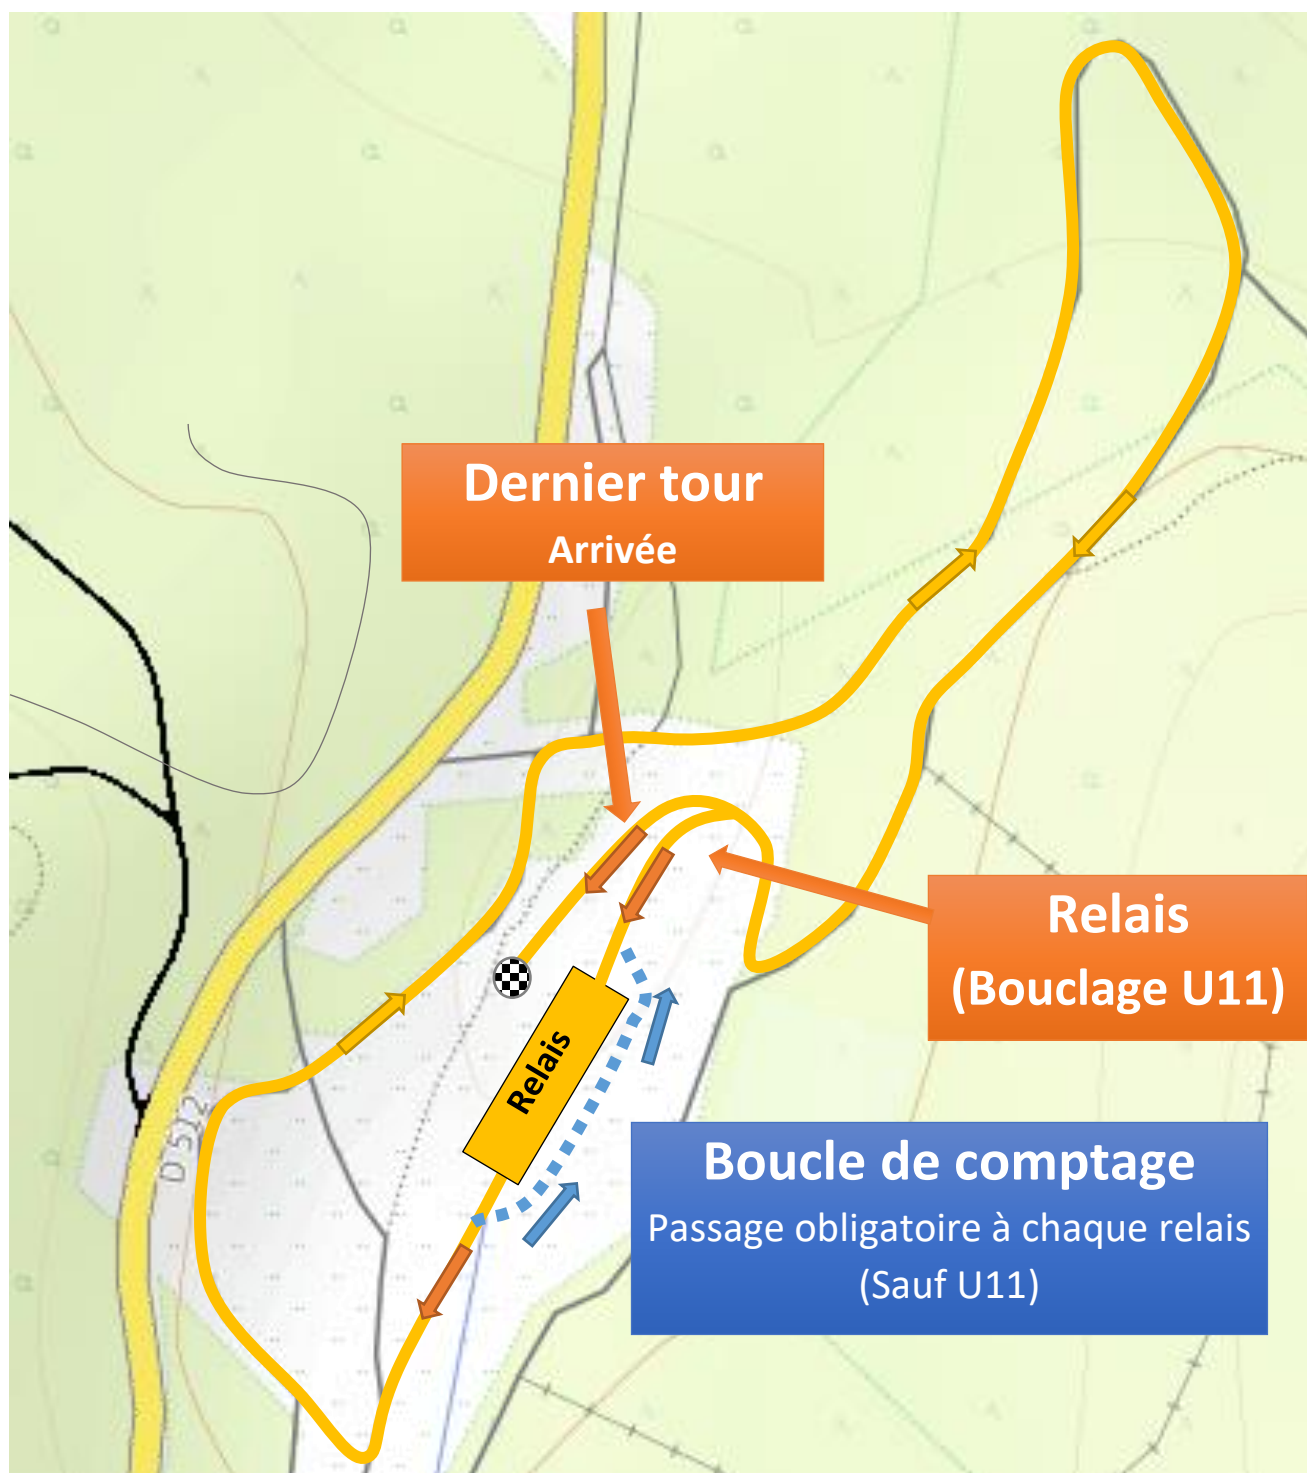 Dernier tour
Arrivée
Relais
(Bouclage U11)
Relais
Boucle de comptage
Passage obligatoire à chaque relais
(Sauf U11)
D 512